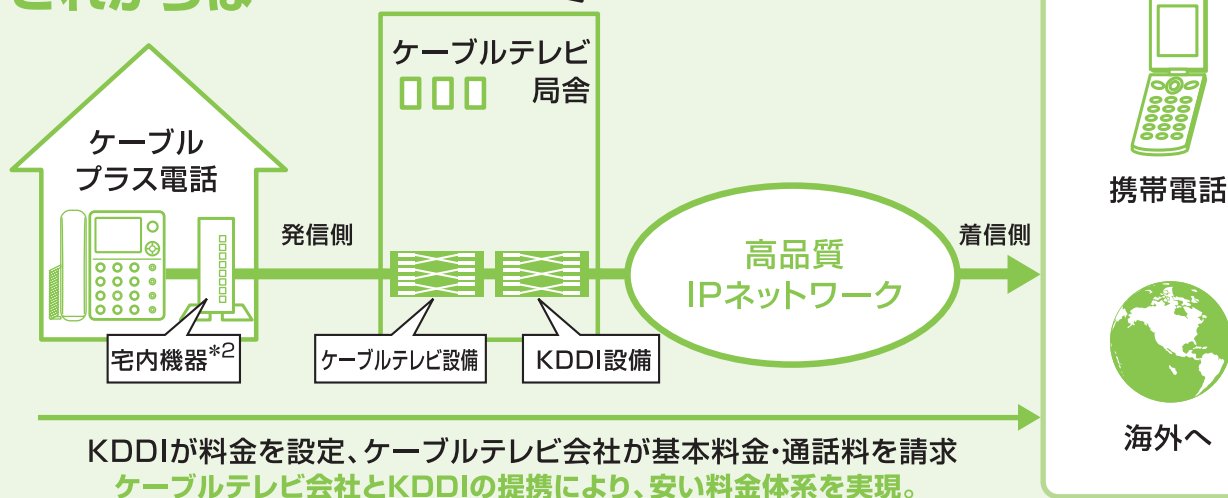 これからは
ケーブルテレビ
局舎
ケーブル
プラス電話
発信側
高品質
IPネットワーク
着信側
宅内機器*2
ケーブルテレビ設備
KDDI設備
携帯電話
海外へ
KDDIが料金を設定、ケーブルテレビ会社が基本料金・通話料を請求
ケーブルテレビ会社とKDDIの提携により、安い料金体系を実現。